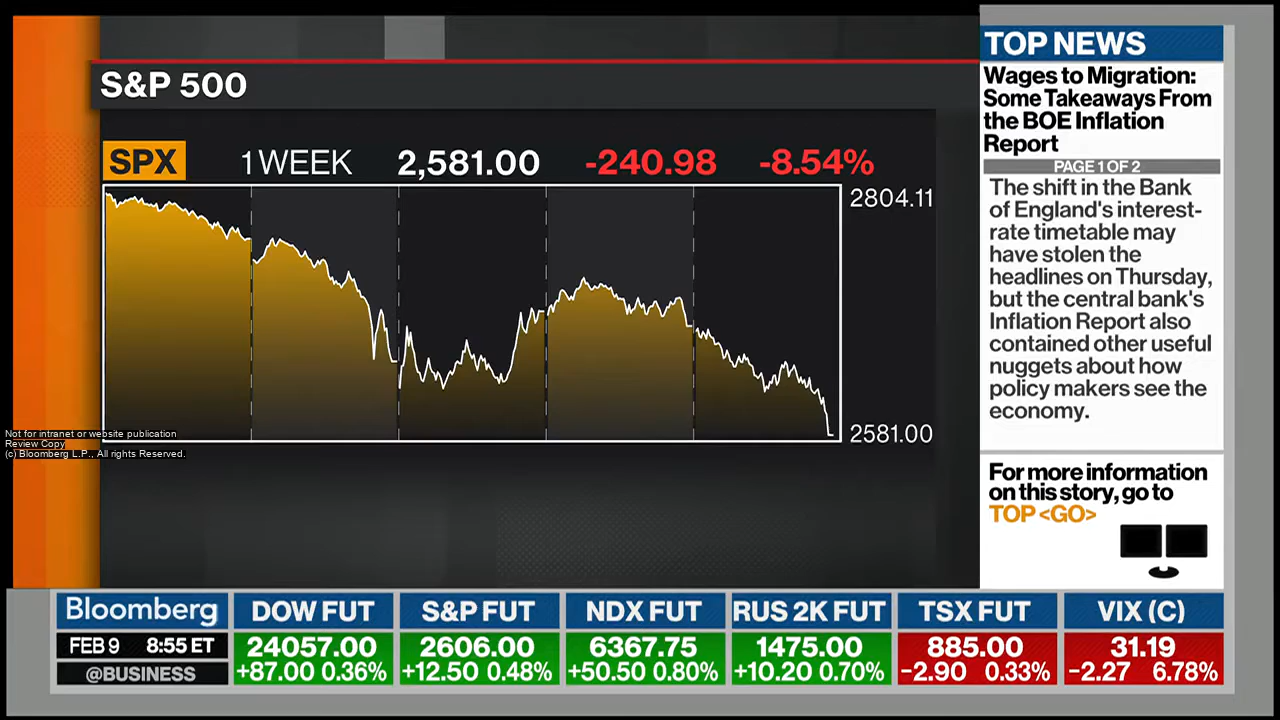 S&P 500
SPX 1 WEEK 2,581.00 -240.98 -8.54%
2804.11
2581.00
Not for intranet or website publication
Review Copy
(c) Bloomberg L.P., All rights Reserved.
TOP NEWS
Wages to Migration:
Some Takeaways From
the BOE Inflation
Report
PAGE 1 OF 2
The shift in the Bank
of England's interest-
rate timetable may
have stolen the
headlines on Thursday,
but the central bank's
Inflation Report also
contained other useful
nuggets about how
policy makers see the
economy.
For more information
on this story, go to
TOP <GO>
Bloomberg
FEB 9 8:55 ET
@BUSINESS
DOW FUT
24057.00
+87.00 0.36%
S&P FUT
2606.00
+12.50 0.48%
NDX FUT
6367.75
+50.50 0.80%
RUS 2K FUT
1475.00
+10.20 0.70%
TSX FUT
885.00
-2.90 0.33%
VIX (C)
31.19
-2.27 6.78%